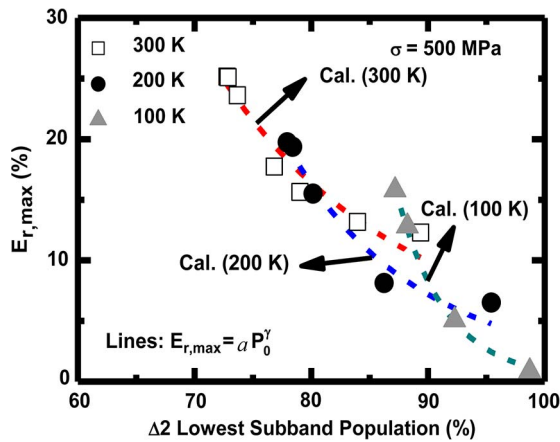 30
20
10
0
60
70
80
90
100
E_r,max (%)
Δ2 Lowest Subband Population (%)
300 K
200 K
100 K
σ = 500 MPa
Cal. (300 K)
Cal. (100 K)
Cal. (200 K)
Lines: E_r,max = aP_0^γ